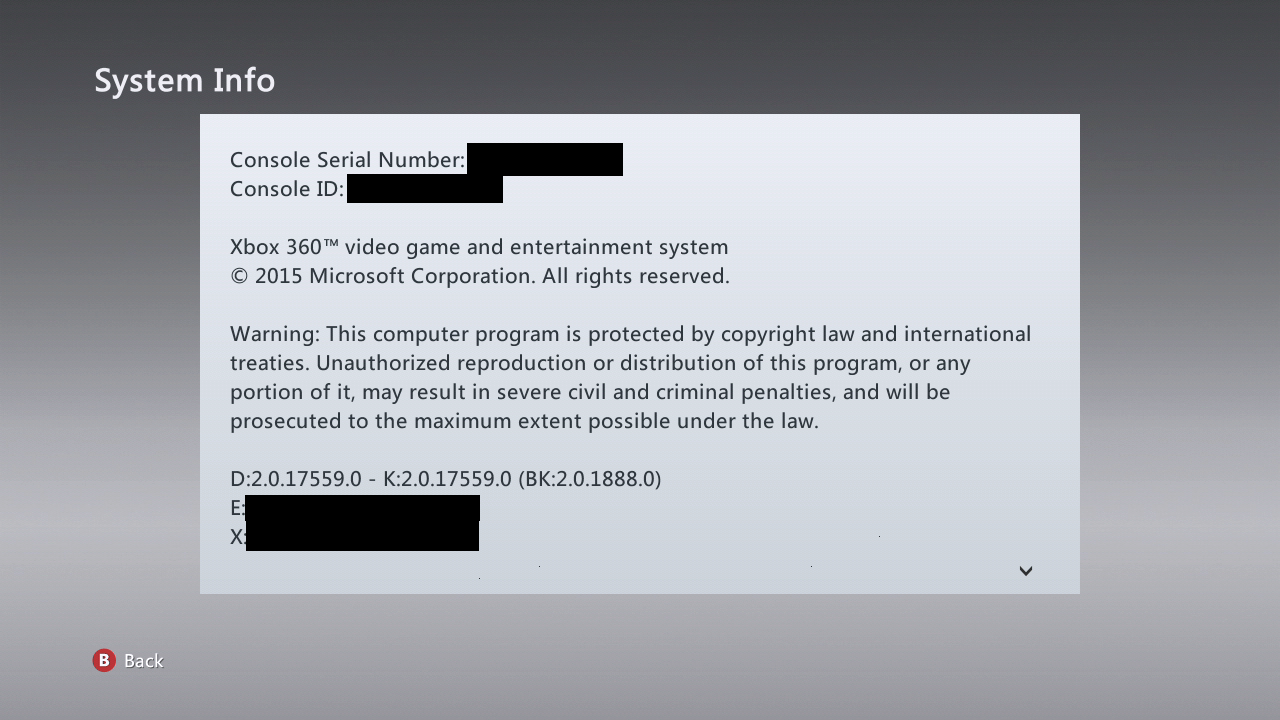 System Info
Console Serial Number:
Console ID:
Xbox 360™ video game and entertainment system
© 2015 Microsoft Corporation. All rights reserved.
Warning: This computer program is protected by copyright law and international
treaties. Unauthorized reproduction or distribution of this program, or any
portion of it, may result in severe civil and criminal penalties, and will be
prosecuted to the maximum extent possible under the law.
D:2.0.17559.0 - K:2.0.17559.0 (BK:2.0.1888.0)
E:
X:
B Back